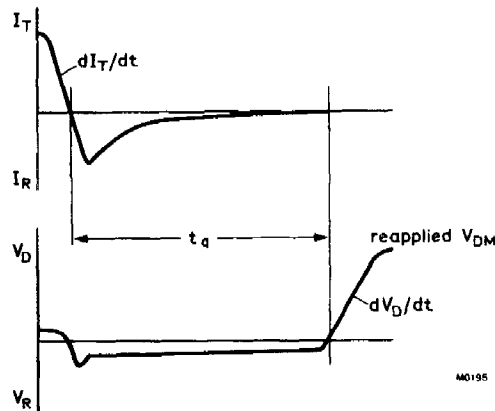 I_T
dI_T/dt
I_R
t_q
V_D
reapplied V_DM
dV_D/dt
V_R
M0195